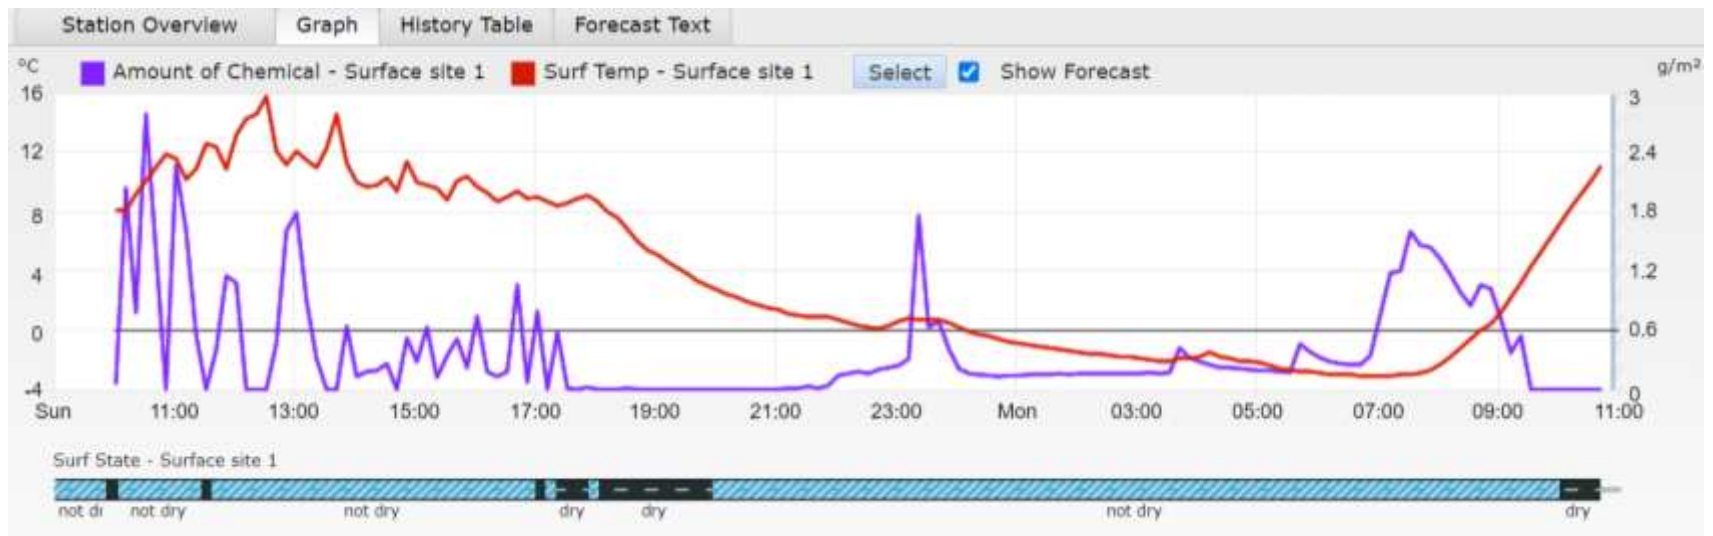 Station Overview Graph History Table Forecast Text
°C Amount of Chemical - Surface site 1 Surf Temp - Surface site 1 Select Show Forecast g/m²
16 3
12 2.4
8 1.8
4 1.2
0 0.6
-4 0
Sun 11:00 13:00 15:00 17:00 19:00 21:00 23:00 Mon 03:00 05:00 07:00 09:00 11:00
Surf State - Surface site 1
not di not dry not dry dry dry not dry dry